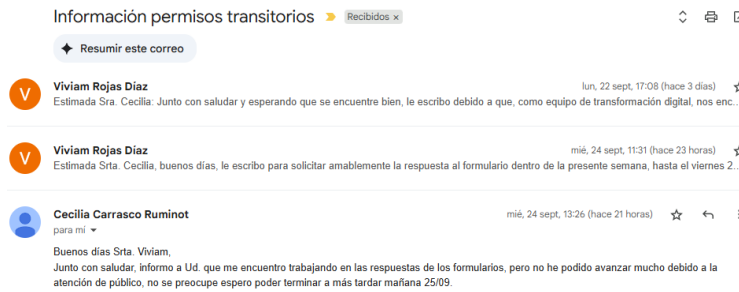 Información permisos transitorios Recibidos x
Resumir este correo
V
Viviam Rojas Díaz lun, 22 sept, 17:08 (hace 3 días)
Estimada Sra. Cecilia: Junto con saludar y esperando que se encuentre bien, le escribo debido a que, como equipo de transformación digital, nos enc...
V
Viviam Rojas Díaz mié, 24 sept, 11:31 (hace 23 horas)
Estimada Srta. Cecilia, buenos días, le escribo para solicitar amablemente la respuesta al formulario dentro de la presente semana, hasta el viernes 2...
Cecilia Carrasco Ruminot mié, 24 sept, 13:26 (hace 21 horas)
para mí
Buenos días Srta. Viviam,
Junto con saludar, informo a Ud. que me encuentro trabajando en las respuestas de los formularios, pero no he podido avanzar mucho debido a la
atención de público, no se preocupe espero poder terminar a más tardar mañana 25/09.